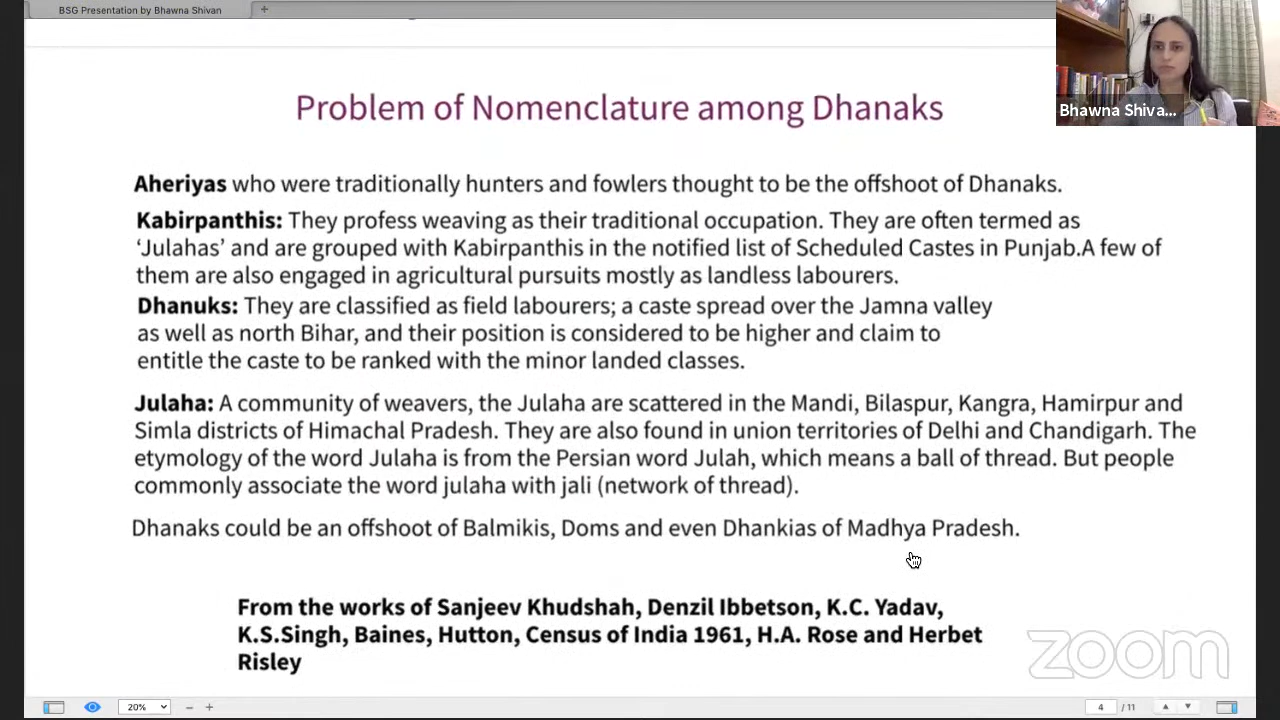 BSG Presentation by Bhawna Shivan
+
Problem of Nomenclature among Dhanaks
Bhawna Shiva...
Aheriyas who were traditionally hunters and fowlers thought to be the offshoot of Dhanaks.
Kabirpanthis: They profess weaving as their traditional occupation. They are often termed as
‘Julahas’ and are grouped with Kabirpanthis in the notified list of Scheduled Castes in Punjab.A few of
them are also engaged in agricultural pursuits mostly as landless labourers.
Dhanuks: They are classified as field labourers; a caste spread over the Jamna valley
as well as north Bihar, and their position is considered to be higher and claim to
entitle the caste to be ranked with the minor landed classes.
Julaha: A community of weavers, the Julaha are scattered in the Mandi, Bilaspur, Kangra, Hamirpur and
Simla districts of Himachal Pradesh. They are also found in union territories of Delhi and Chandigarh. The
etymology of the word Julaha is from the Persian word Julah, which means a ball of thread. But people
commonly associate the word julaha with jali (network of thread).
Dhanaks could be an offshoot of Balmikis, Doms and even Dhankias of Madhya Pradesh.
From the works of Sanjeev Khudshah, Denzil Ibbetson, K.C. Yadav,
K.S.Singh, Baines, Hutton, Census of India 1961, H.A. Rose and Herbet
Risley
zoom
20% − + 4 / 11